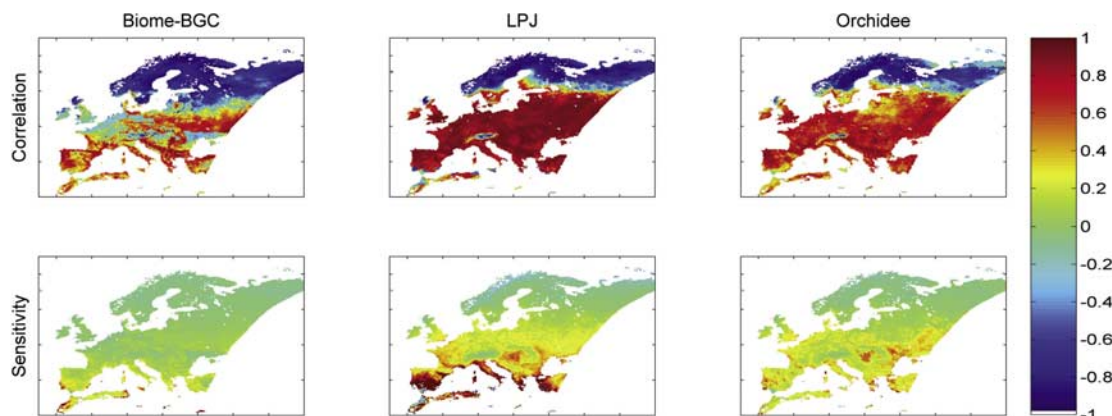 Biome-BGC
LPJ
Orchidee
Correlation
Sensitivity
1
0.8
0.6
0.4
0.2
0
-0.2
-0.4
-0.6
-0.8
-1